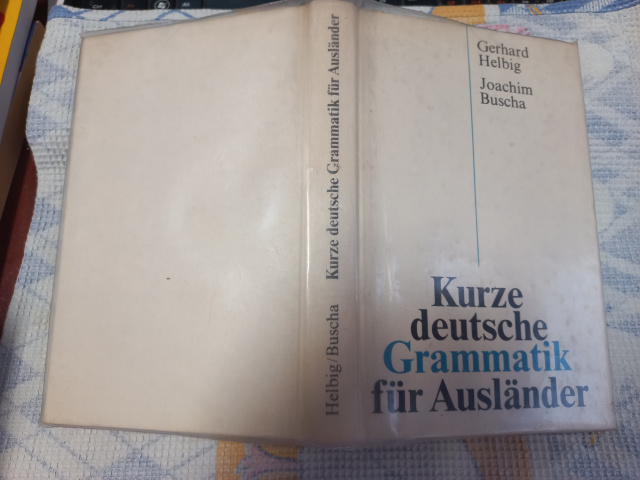 Gerhard
Helbig
Joachim
Buscha
Kurze
deutsche
Grammatik
für Ausländer
Helbig/Buscha Kurze deutsche Grammatik für Ausländer